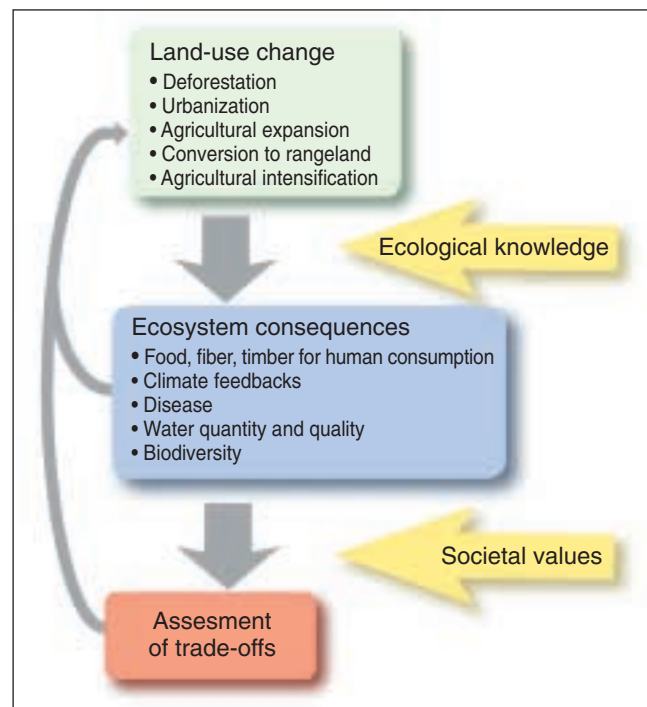 Land-use change
• Deforestation
• Urbanization
• Agricultural expansion
• Conversion to rangeland
• Agricultural intensification
Ecological knowledge
Ecosystem consequences
• Food, fiber, timber for human consumption
• Climate feedbacks
• Disease
• Water quantity and quality
• Biodiversity
Societal values
Assesment
of trade-offs